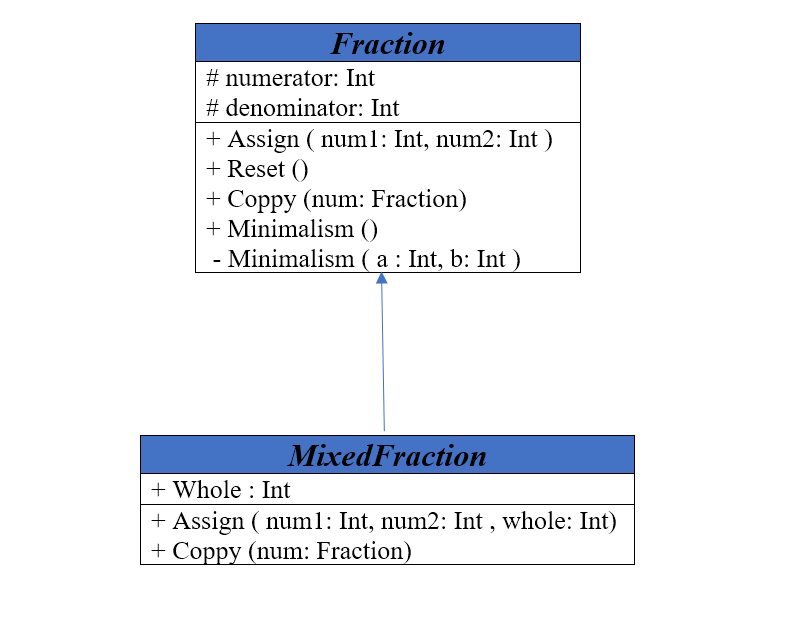 Fraction
# numerator: Int
# denominator: Int
+ Assign ( num1: Int, num2: Int )
+ Reset ()
+ Coppy (num: Fraction)
+ Minimalism ()
- Minimalism ( a : Int, b: Int )
MixedFraction
+ Whole : Int
+ Assign ( num1: Int, num2: Int , whole: Int)
+ Coppy (num: Fraction)